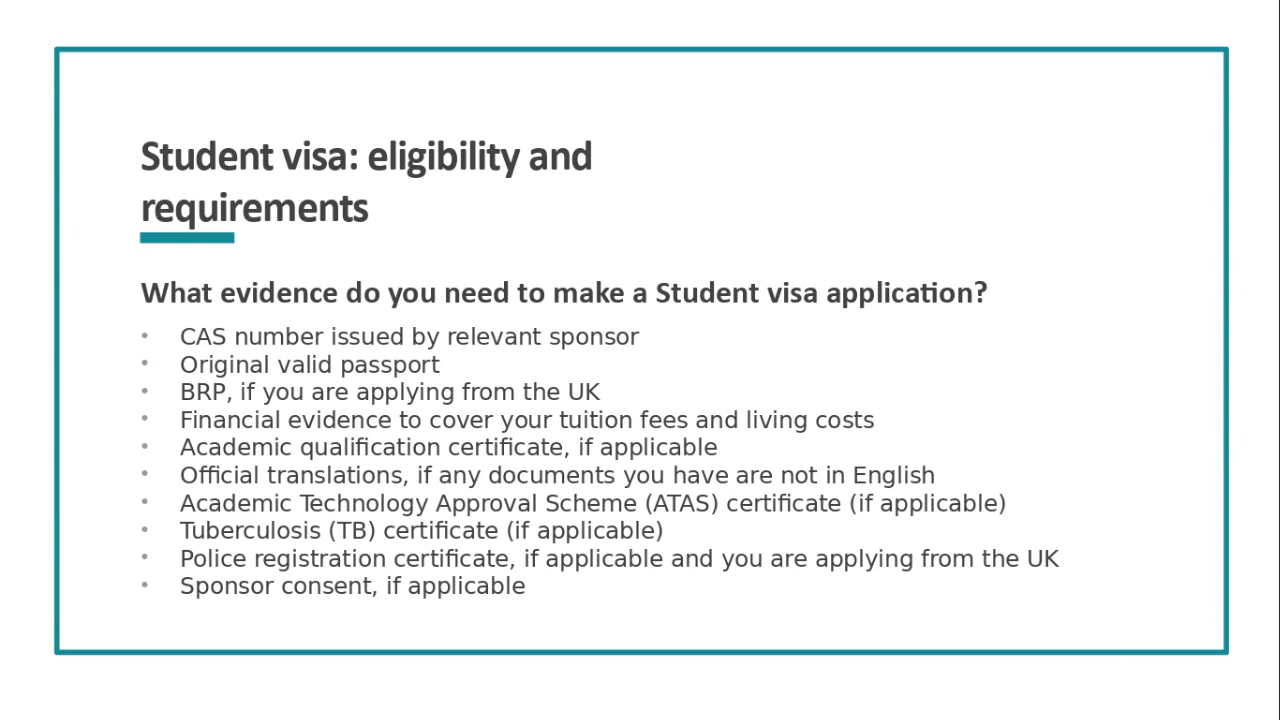 Student visa: eligibility and
requirements
What evidence do you need to make a Student visa application?
• CAS number issued by relevant sponsor
• Original valid passport
• BRP, if you are applying from the UK
• Financial evidence to cover your tuition fees and living costs
• Academic qualification certificate, if applicable
• Official translations, if any documents you have are not in English
• Academic Technology Approval Scheme (ATAS) certificate (if applicable)
• Tuberculosis (TB) certificate (if applicable)
• Police registration certificate, if applicable and you are applying from the UK
• Sponsor consent, if applicable